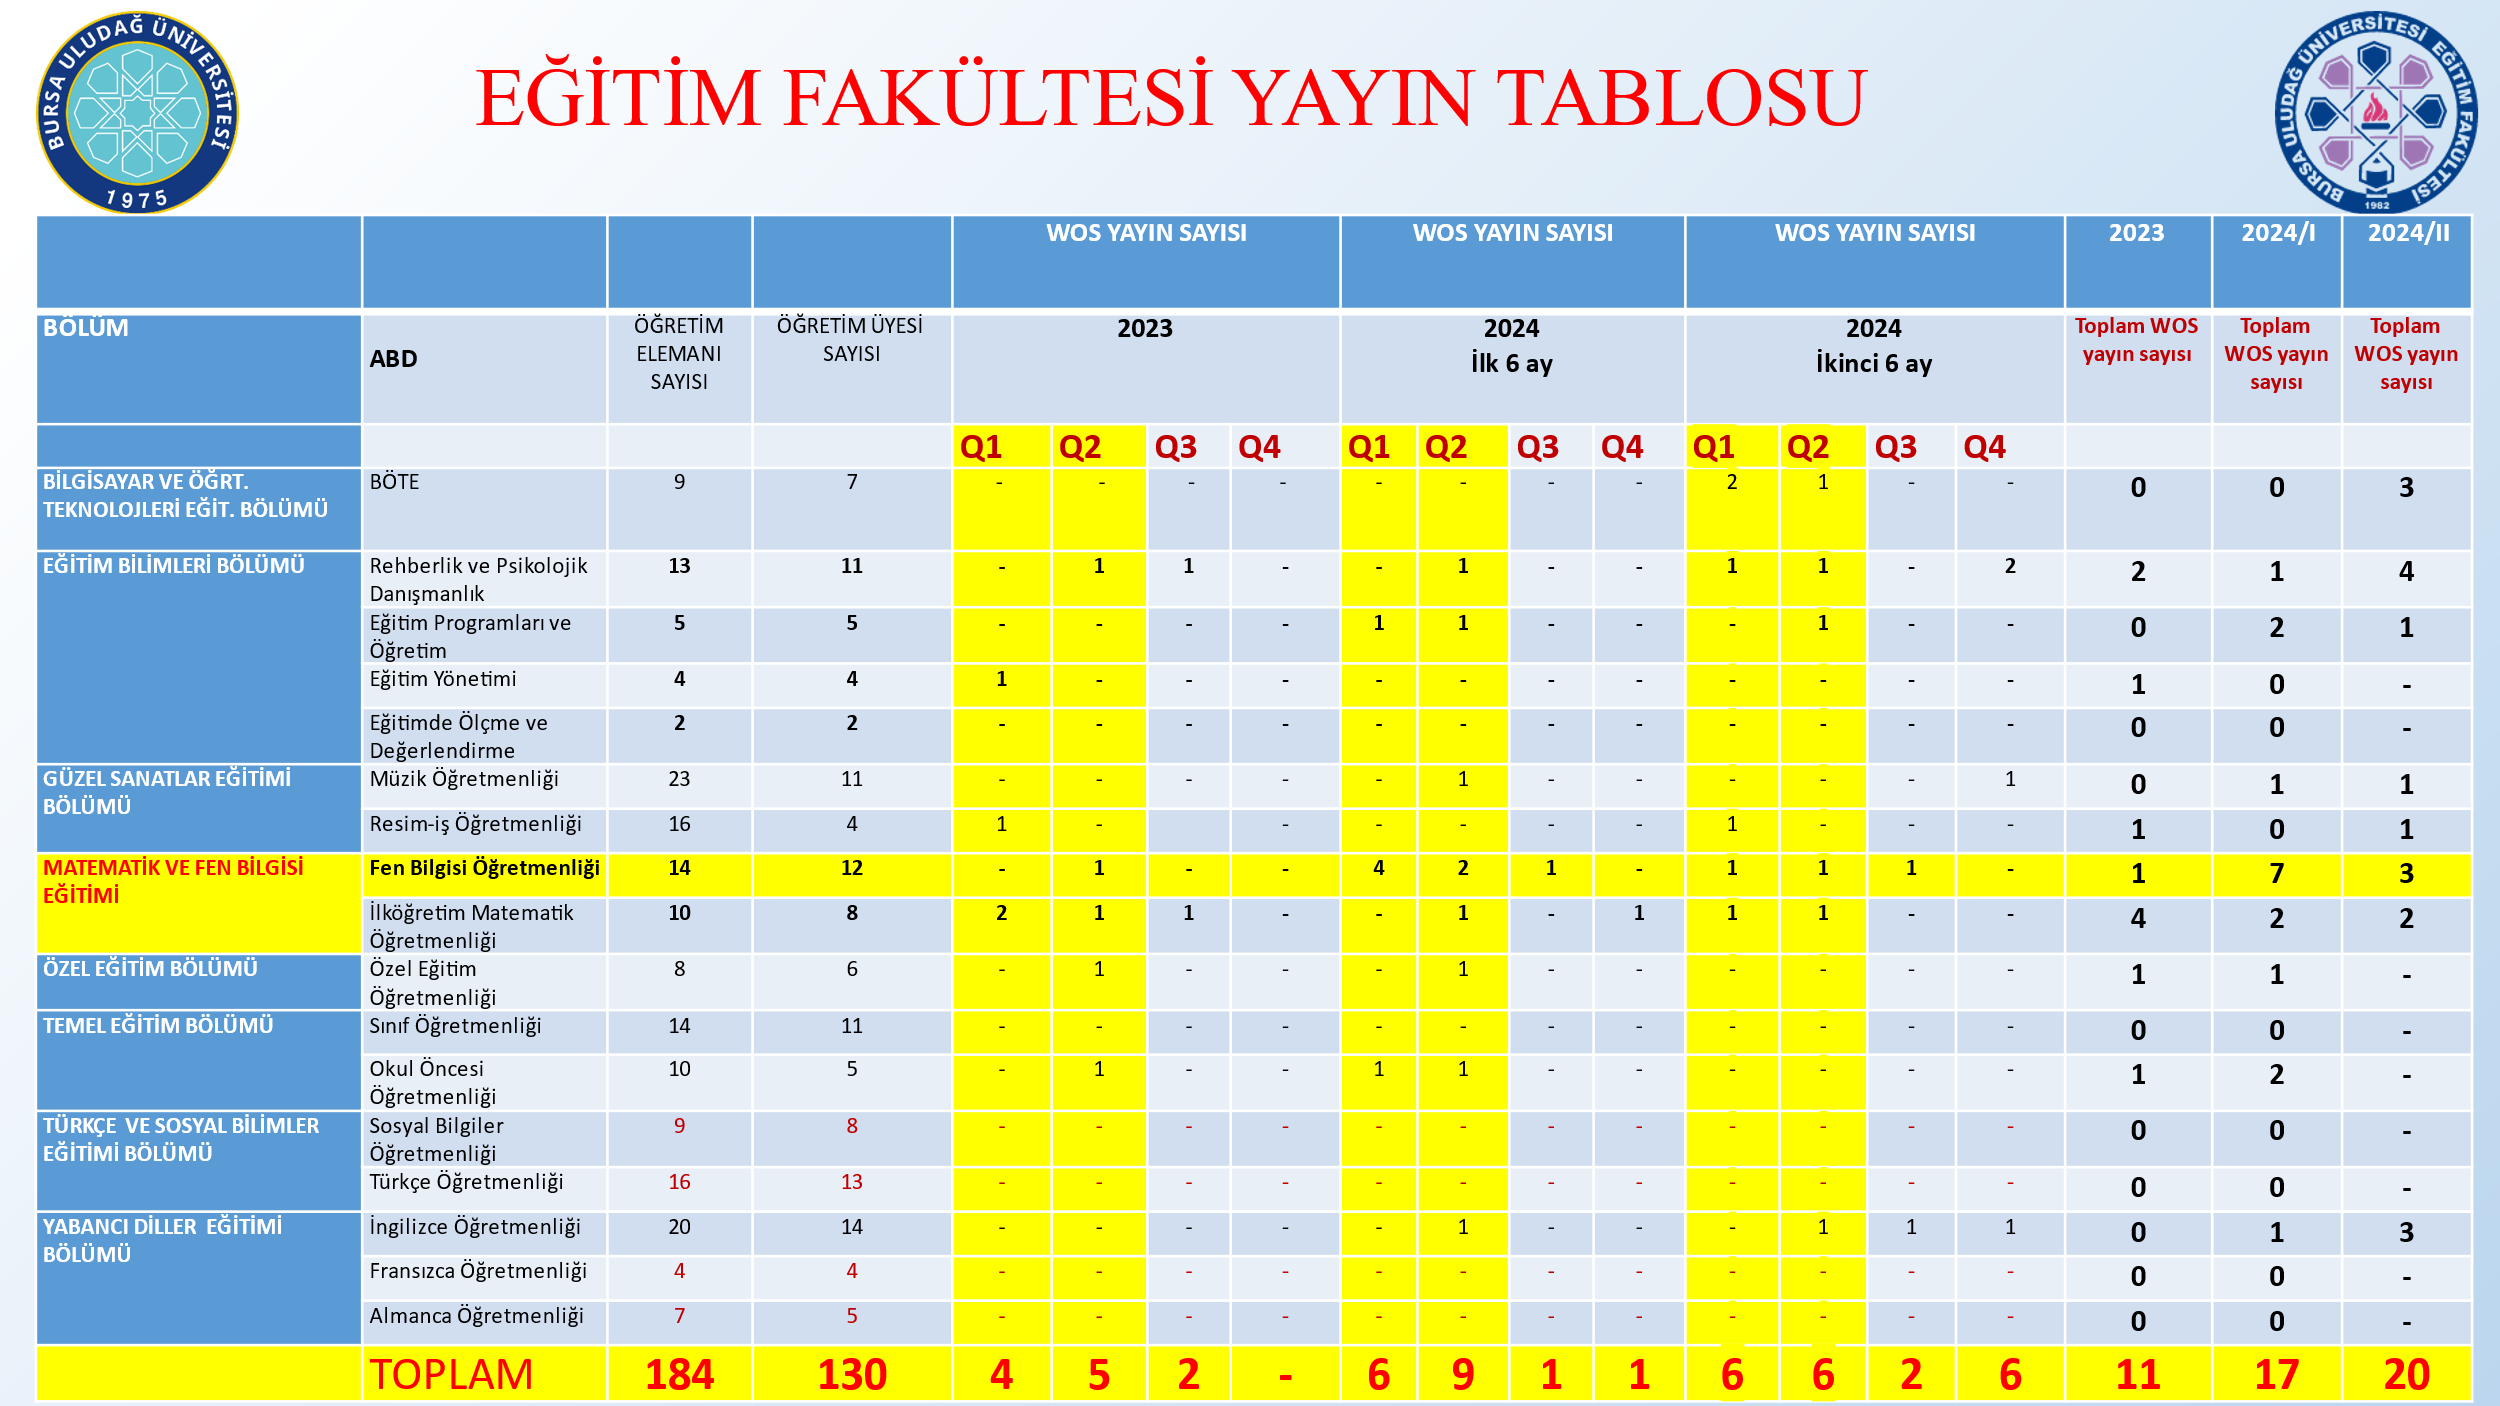 BURSA ULUDAĞ ÜNİVERSİTESİ
1975
EĞİTİM FAKÜLTESİ YAYIN TABLOSU
BURSA ULUDAĞ ÜNİVERSİTESİ EĞİTİM FAKÜLTESİ
1982
WOS YAYIN SAYISI WOS YAYIN SAYISI WOS YAYIN SAYISI 2023 2024/I 2024/II
BÖLÜM
ABD
ÖĞRETİM
ELEMANI
SAYISI
ÖĞRETİM ÜYESİ
SAYISI
2023
2024
İlk 6 ay
2024
İkinci 6 ay
Toplam WOS
yayın sayısı
Toplam
WOS yayın
sayısı
Toplam
WOS yayın
sayısı
Q1 Q2 Q3 Q4 Q1 Q2 Q3 Q4 Q1 Q2 Q3 Q4
BİLGİSAYAR VE ÖĞRT.
TEKNOLOJLERİ EĞİT. BÖLÜMÜ
BÖTE 9 7 - - - - - - - - 2 1 - - 0 0 3
EĞİTİM BİLİMLERİ BÖLÜMÜ
Rehberlik ve Psikolojik
Danışmanlık
13 11 - 1 1 - - 1 - - 1 1 - 2 2 1 4
Eğitim Programları ve
Öğretim
5 5 - - - - 1 1 - - - 1 - - 0 2 1
Eğitim Yönetimi 4 4 1 - - - - - - - - - - - 1 0 -
Eğitimde Ölçme ve
Değerlendirme
2 2 - - - - - - - - - - - - 0 0 -
GÜZEL SANATLAR EĞİTİMİ
BÖLÜMÜ
Müzik Öğretmenliği 23 11 - - - - - 1 - - - - - 1 0 1 1
Resim-iş Öğretmenliği 16 4 1 - - - - - - 1 - - - 1 0 1
MATEMATİK VE FEN BİLGİSİ
EĞİTİMİ
Fen Bilgisi Öğretmenliği 14 12 - 1 - - 4 2 1 - 1 1 1 - 1 7 3
İlköğretim Matematik
Öğretmenliği
10 8 2 1 1 - - 1 - 1 1 1 - - 4 2 2
ÖZEL EĞİTİM BÖLÜMÜ
Özel Eğitim
Öğretmenliği
8 6 - 1 - - - 1 - - - - - - 1 1 -
TEMEL EĞİTİM BÖLÜMÜ
Sınıf Öğretmenliği 14 11 - - - - - - - - - - - - 0 0 -
Okul Öncesi
Öğretmenliği
10 5 - 1 - - 1 1 - - - - - - 1 2 -
TÜRKÇE  VE SOSYAL BİLİMLER
EĞİTİMİ BÖLÜMÜ
Sosyal Bilgiler
Öğretmenliği
9 8 - - - - - - - - - - - - 0 0 -
Türkçe Öğretmenliği 16 13 - - - - - - - - - - - - 0 0 -
YABANCI DİLLER  EĞİTİMİ
BÖLÜMÜ
İngilizce Öğretmenliği 20 14 - - - - - 1 - - - 1 1 1 0 1 3
Fransızca Öğretmenliği 4 4 - - - - - - - - - - - - 0 0 -
Almanca Öğretmenliği 7 5 - - - - - - - - - - - - 0 0 -
TOPLAM 184 130 4 5 2 - 6 9 1 1 6 6 2 6 11 17 20